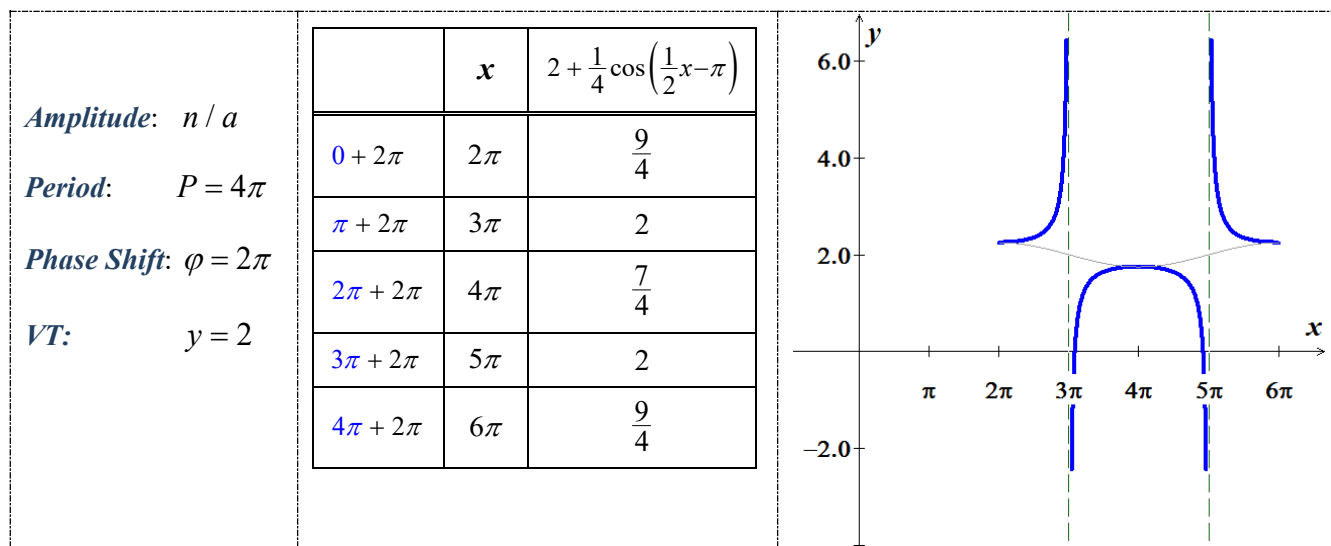 Amplitude: n / a
Period: P = 4π
Phase Shift: φ = 2π
VT: y = 2
x 2 + 1/4 cos(1/2 x − π)
0 + 2π 2π 9/4
π + 2π 3π 2
2π + 2π 4π 7/4
3π + 2π 5π 2
4π + 2π 6π 9/4
y
6.0
4.0
2.0
x
π 2π 3π 4π 5π 6π
−2.0